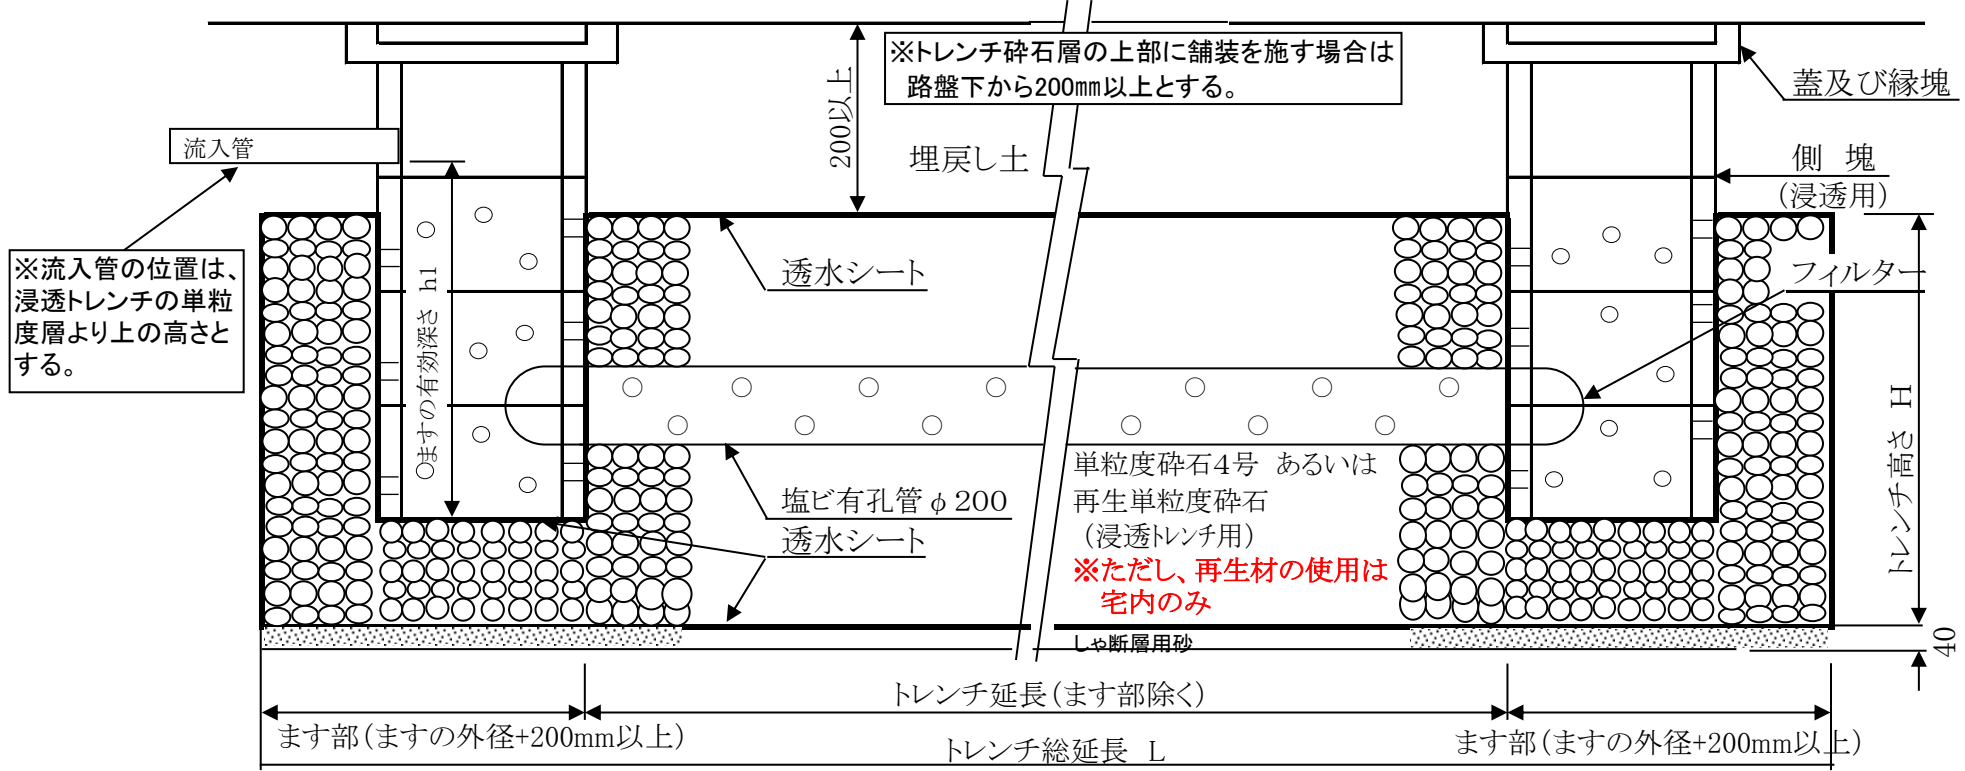 ※トレンチ砕石層の上部に舗装を施す場合は
路盤下から200㎜以上とする。
蓋及び縁塊
200以上
流入管
埋戻し土
側　塊
(浸透用)
※流入管の位置は、
浸透トレンチの単粒
度層より上の高さと
する。
ますの有効深さ h1
透水シート
フィルター
トレンチ高さ H
単粒度砕石4号 あるいは
再生単粒度砕石
(浸透トレンチ用)
※ただし、再生材の使用は
宅内のみ
塩ビ有孔管φ200
透水シート
しゃ断層用砂
40
トレンチ延長(ます部除く)
ます部(ますの外径+200mm以上)
ます部(ますの外径+200mm以上)
トレンチ総延長 L